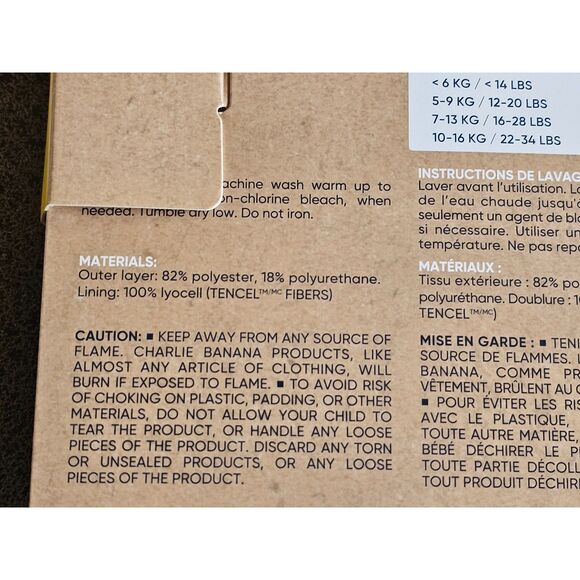 < 6 KG / < 14 LBS
5-9 KG / 12-20 LBS
7-13 KG / 16-28 LBS
10-16 KG / 22-34 LBS
wash warm up to
bleach, when
needed. Tumble dry low. Do not iron.
MATERIALS:
Outer layer: 82% polyester, 18% polyurethane.
Lining: 100% lyocell (TENCEL™/MC FIBERS)
CAUTION: ■ KEEP AWAY FROM ANY SOURCE OF
FLAME. CHARLIE BANANA PRODUCTS, LIKE
ALMOST ANY ARTICLE OF CLOTHING, WILL
BURN IF EXPOSED TO FLAME. ■ TO AVOID RISK
OF CHOKING ON PLASTIC, PADDING, OR OTHER
MATERIALS, DO NOT ALLOW YOUR CHILD TO
TEAR THE PRODUCT, OR HANDLE ANY LOOSE
PIECES OF THE PRODUCT. DISCARD ANY TORN
OR UNSEALED PRODUCTS, OR ANY LOOSE
PIECES OF THE PRODUCT.
INSTRUCTIONS DE LAVAG
Laver avant l'utilisation. La
de l'eau chaude jusqu'
seulement un agent de bl
si nécessaire. Utiliser un
température. Ne pas repa
MATÉRIAUX :
Tissu extérieure : 82% po
polyuréthane. Doublure : 10
TENCEL™/MC)
MISE EN GARDE : ■ TENI
SOURCE DE FLAMMES. L
BANANA, COMME PR
VÊTEMENT, BRÛLENT AU C
■ POUR ÉVITER LES RIS
AVEC LE PLASTIQUE,
TOUTE AUTRE MATIÈRE,
BÉBÉ DÉCHIRER LE P
TOUTE PARTIE DÉCOLL
TOUT PRODUIT DÉCHIRÉ